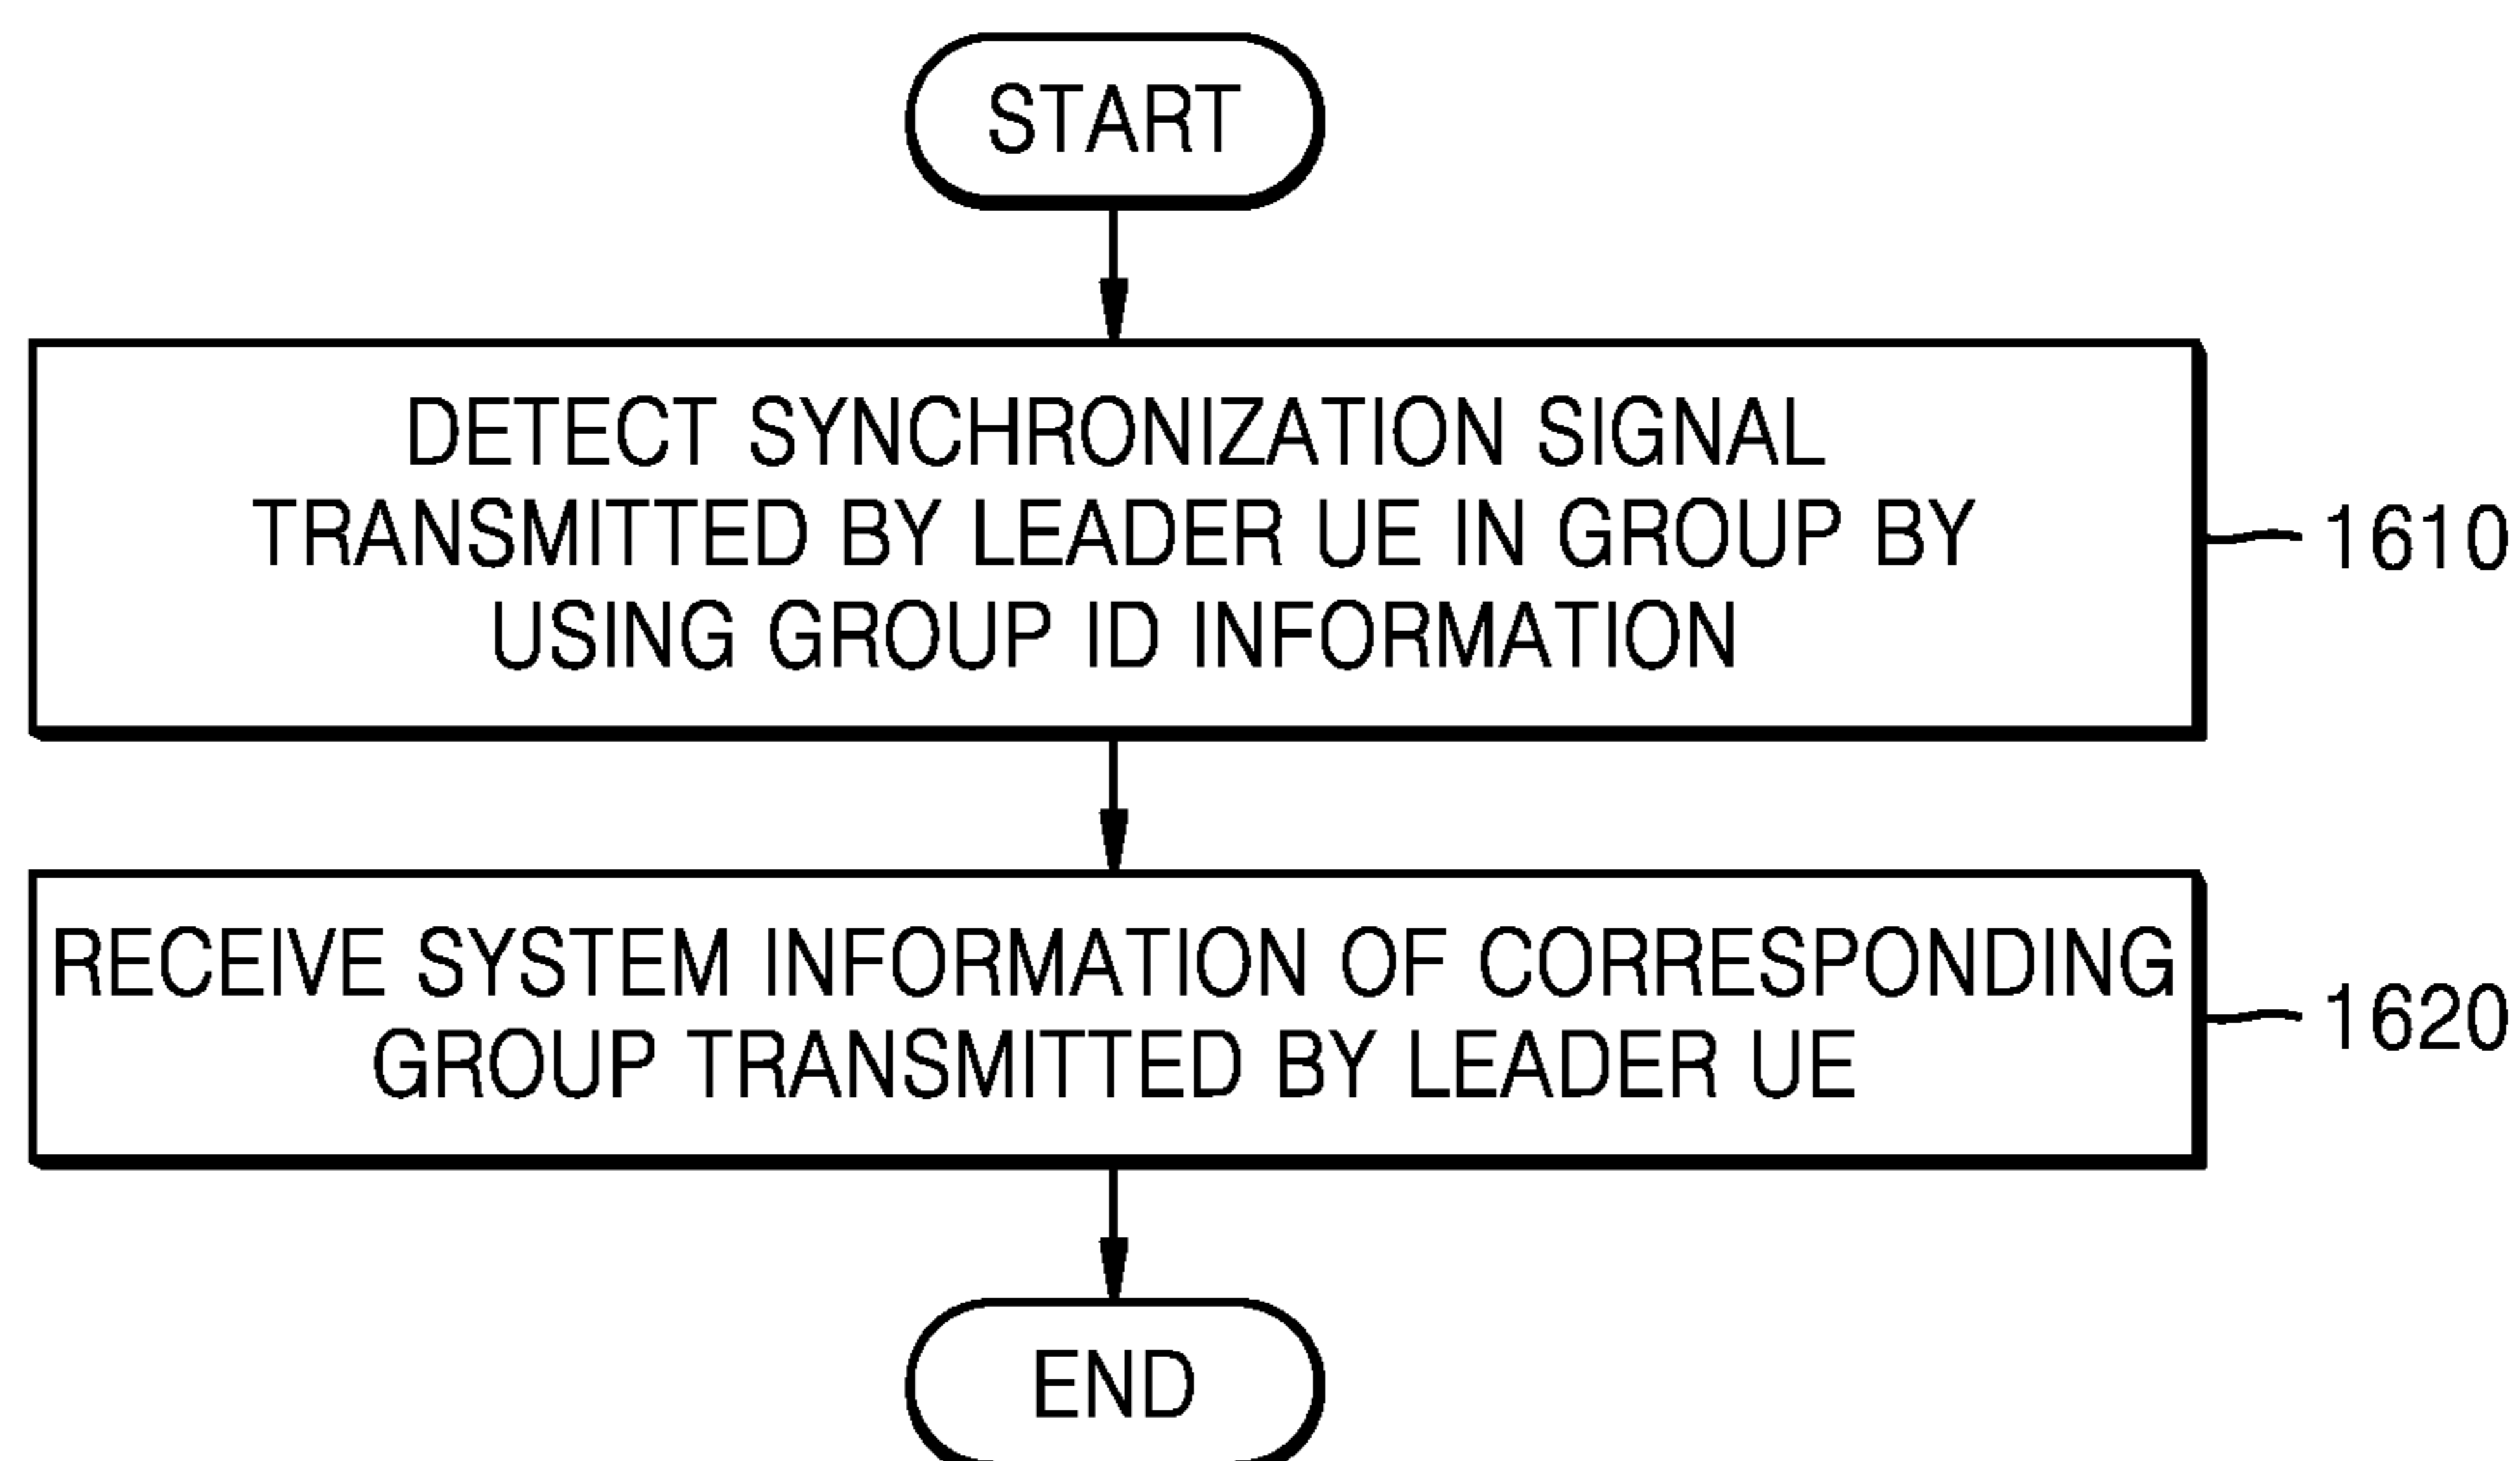 START
DETECT SYNCHRONIZATION SIGNAL
TRANSMITTED BY LEADER UE IN GROUP BY
USING GROUP ID INFORMATION
1610
RECEIVE SYSTEM INFORMATION OF CORRESPONDING
GROUP TRANSMITTED BY LEADER UE
1620
END